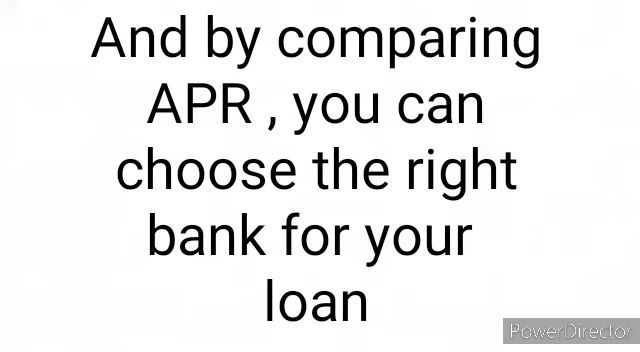 And by comparing
APR , you can
choose the right
bank for your
loan
PowerDirector